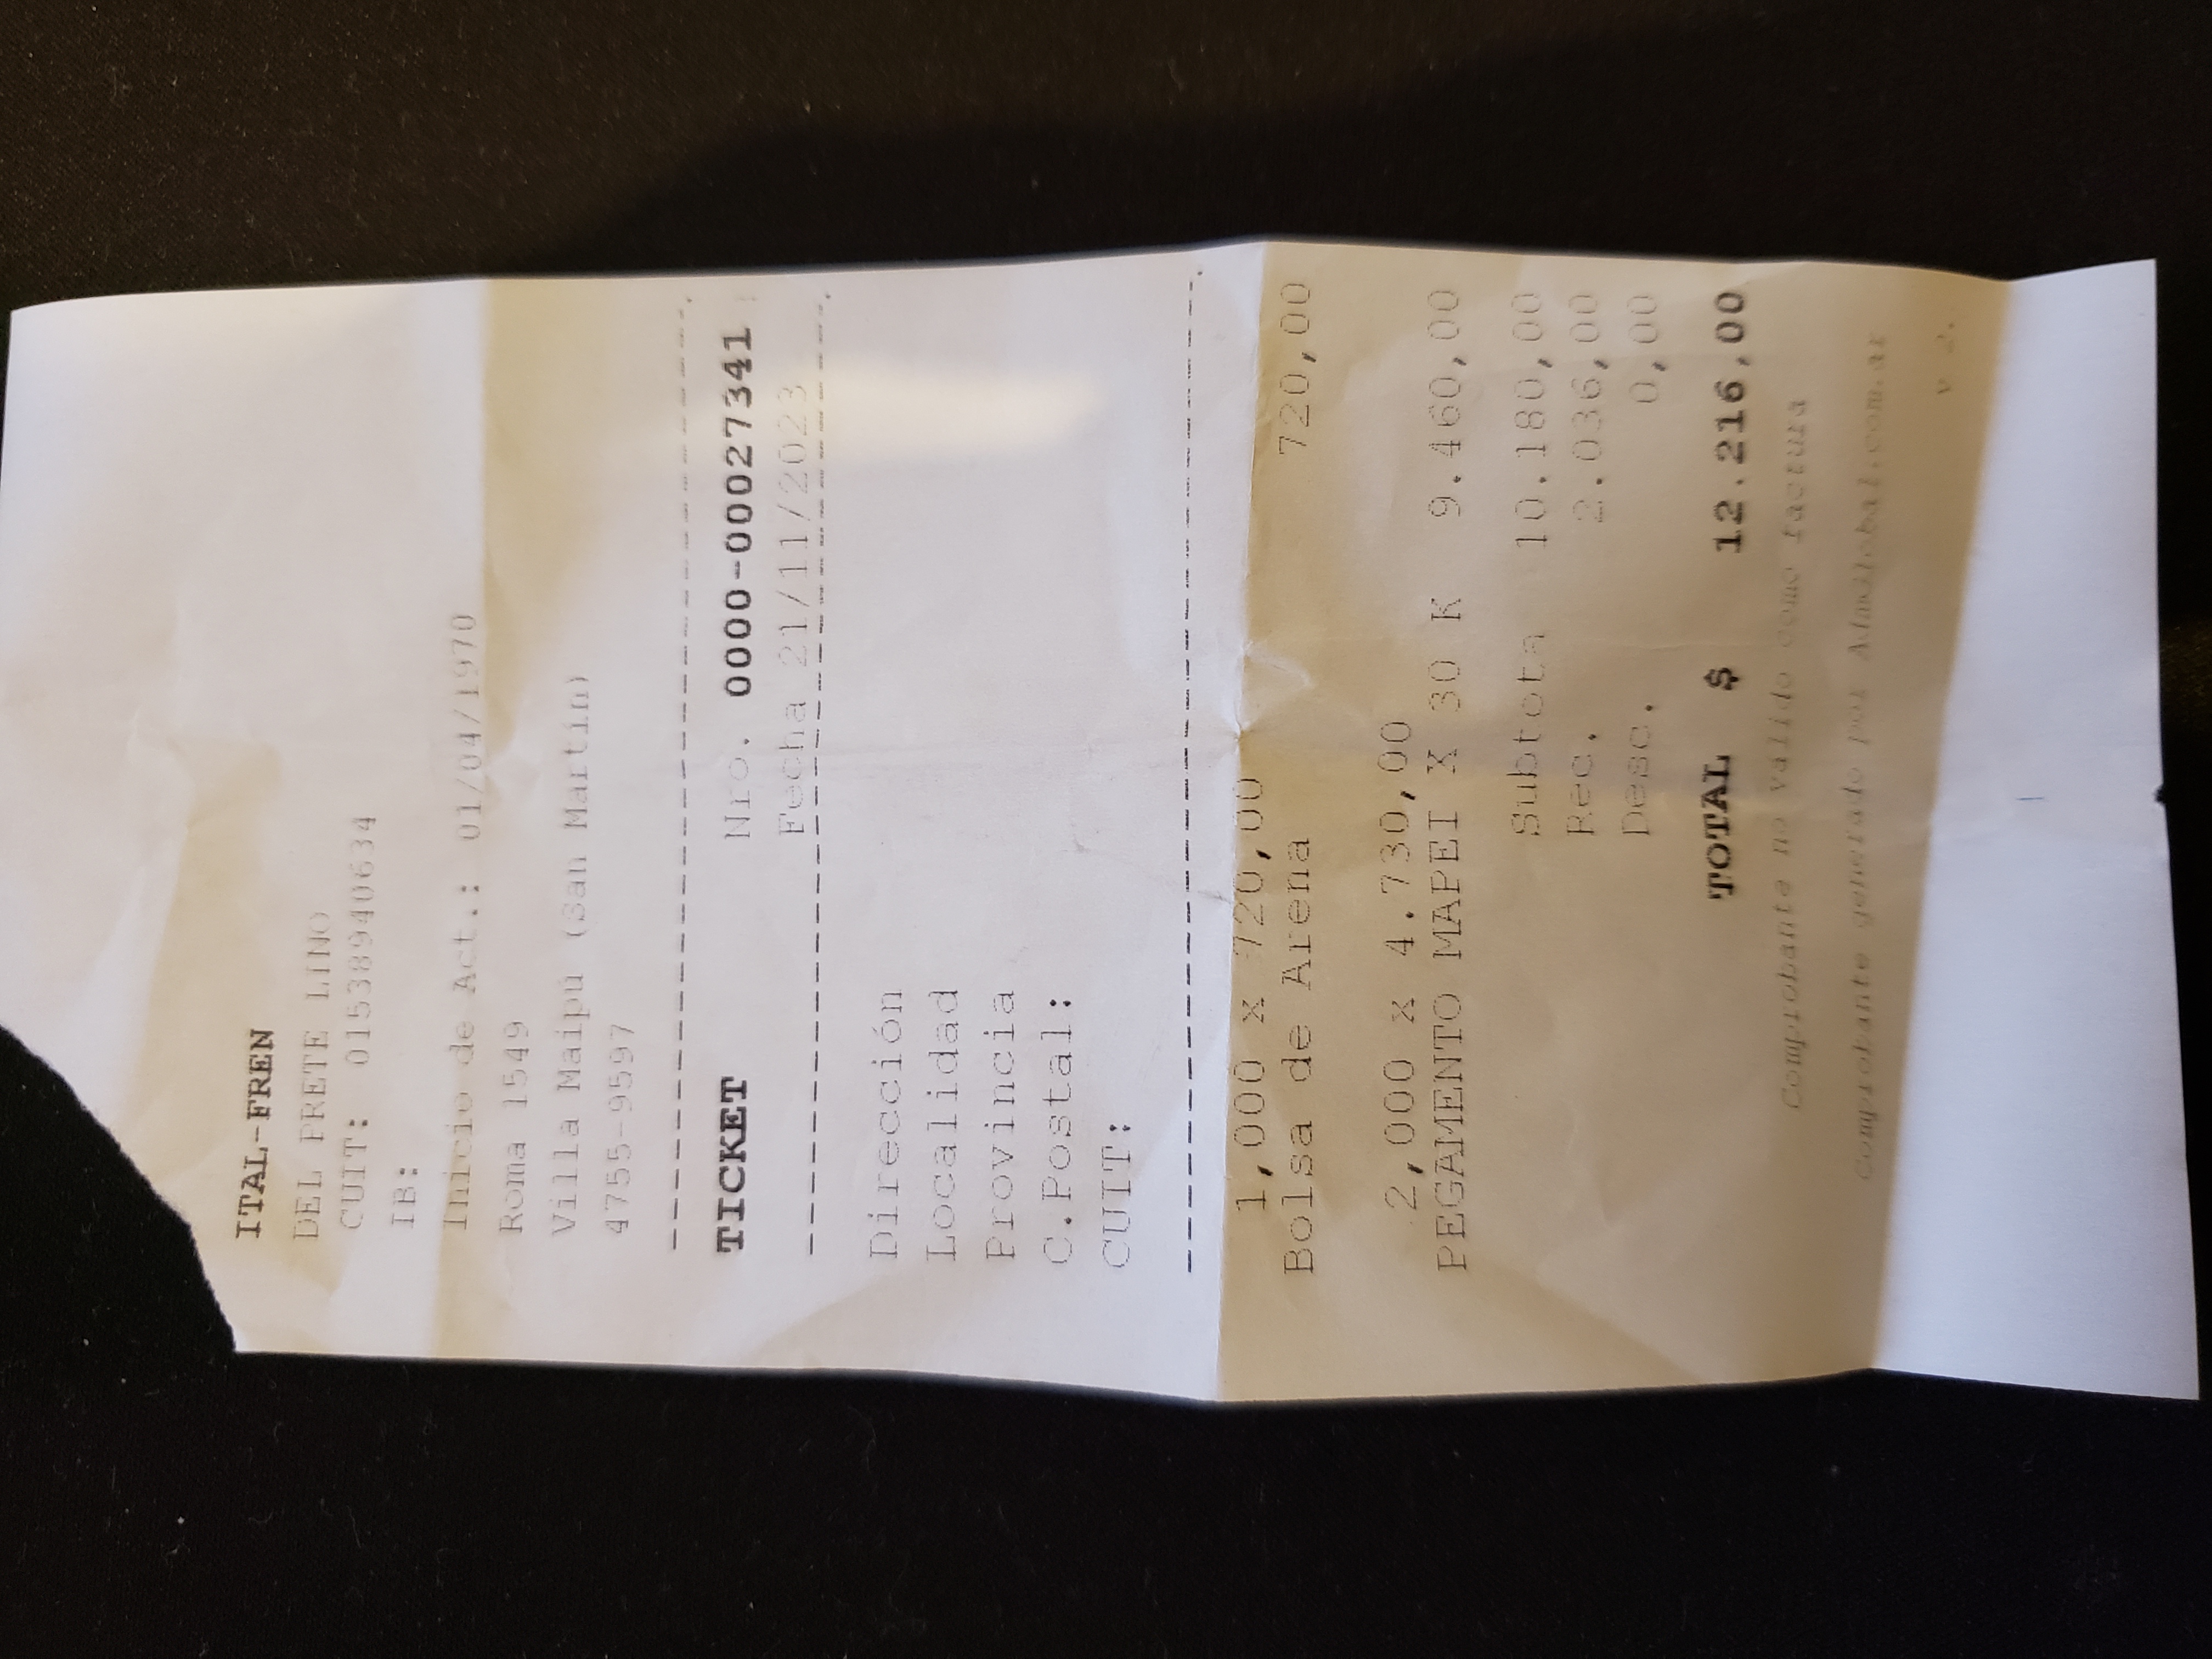 ITAL-FREN
DEL PRETE LINO
CUIT: 01538940634
IB:
Inicio de Act.: 01/04/1970
Roma 1549
Villa Maipú (San Martín)
4755-9597
TICKET Nro. 0000-00027341
Fecha 21/11/2023
Dirección
Localidad
Provincia
C.Postal:
CUIT:
1,000 x 720,00
Bolsa de Arena 720,00
2,000 x 4.730,00
PEGAMENTO MAPEI X 30 K 9.460,00
Subtota 10.180,00
Rec. 2.036,00
Desc. 0,00
TOTAL $ 12.216,00
Comprobante no válido como factura
Comprobante generado por AdmGlobal.com.ar
v 2.